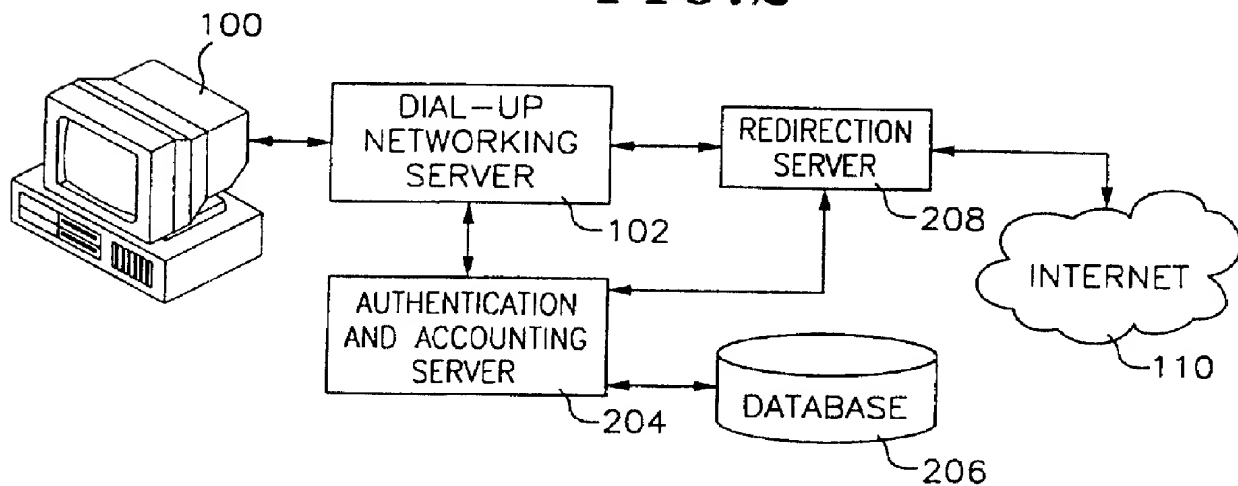 100
DIAL-UP
NETWORKING
SERVER
102
REDIRECTION
SERVER
208
INTERNET
110
AUTHENTICATION
AND ACCOUNTING
SERVER
204
DATABASE
206